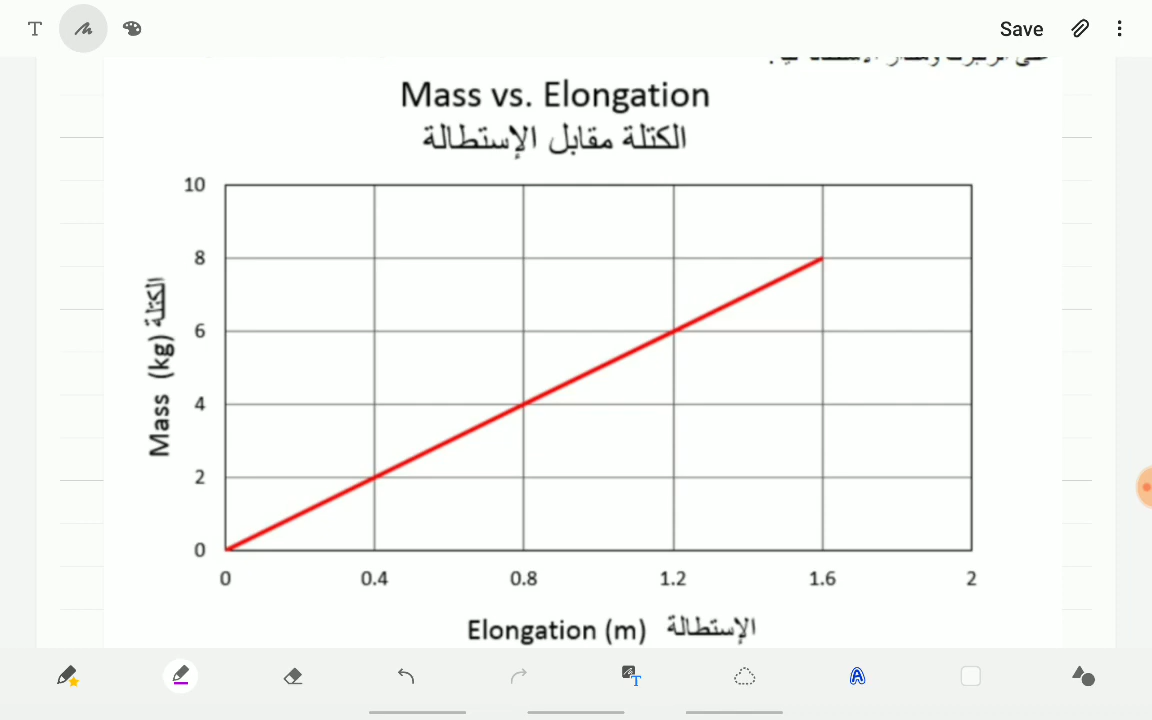 T
Save
Mass vs. Elongation
الكتلة مقابل الإستطالة
10
8
6
4
2
0
Mass (kg) الكتلة
0 0.4 0.8 1.2 1.6 2
Elongation (m) الإستطالة
T
A